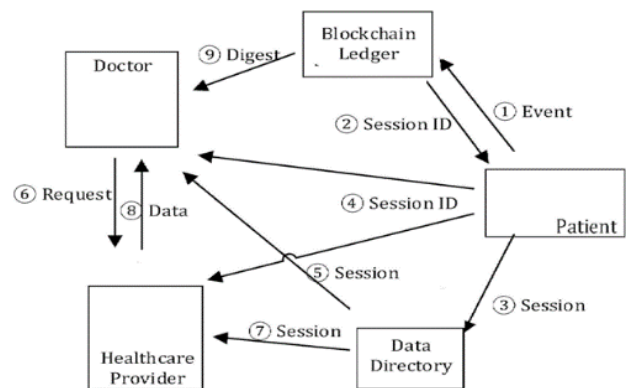 Blockchain
Ledger
⑨ Digest
Doctor
① Event
② Session ID
⑥ Request
⑧ Data
④ Session ID
Patient
⑤ Session
③ Session
⑦ Session
Data
Directory
Healthcare
Provider